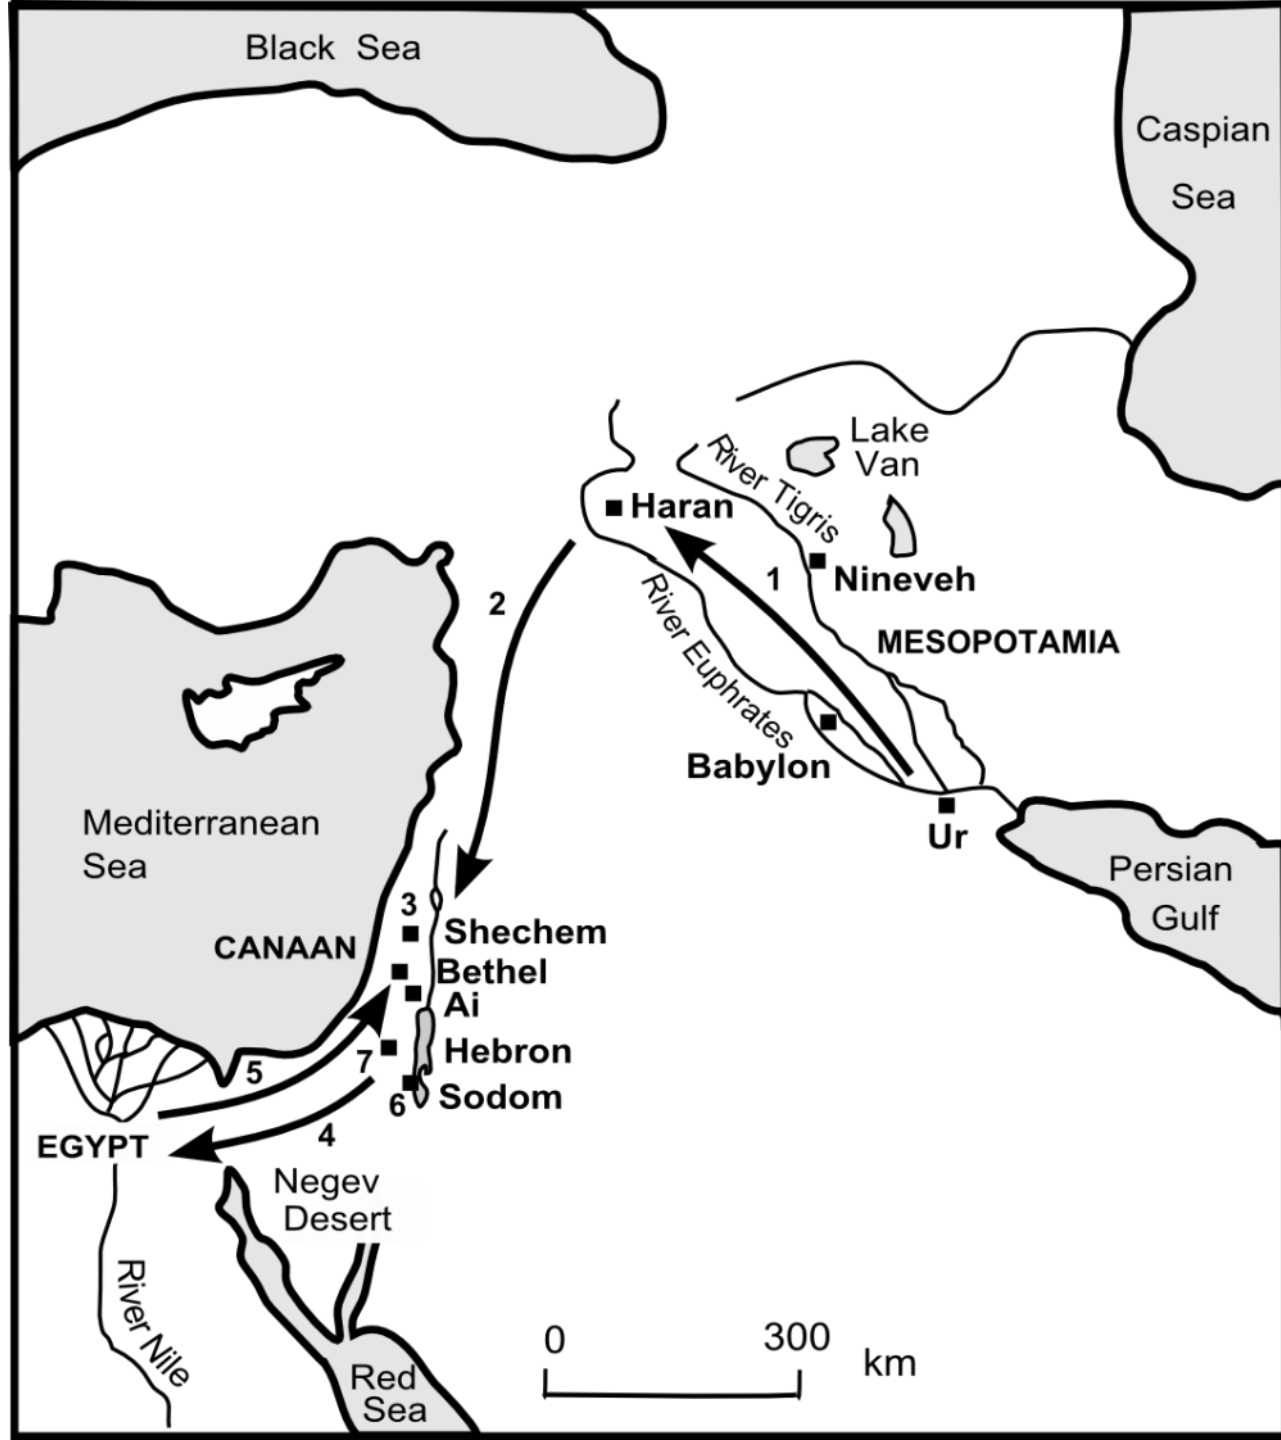 Black Sea
Caspian
Sea
Lake
Van
River Tigris
Haran
1
Nineveh
2
River Euphrates
MESOPOTAMIA
Babylon
Ur
Mediterranean
Sea
Persian
Gulf
3
Shechem
CANAAN
Bethel
Ai
Hebron
7
5
Sodom
6
4
EGYPT
Negev
Desert
River Nile
0 300 km
Red
Sea